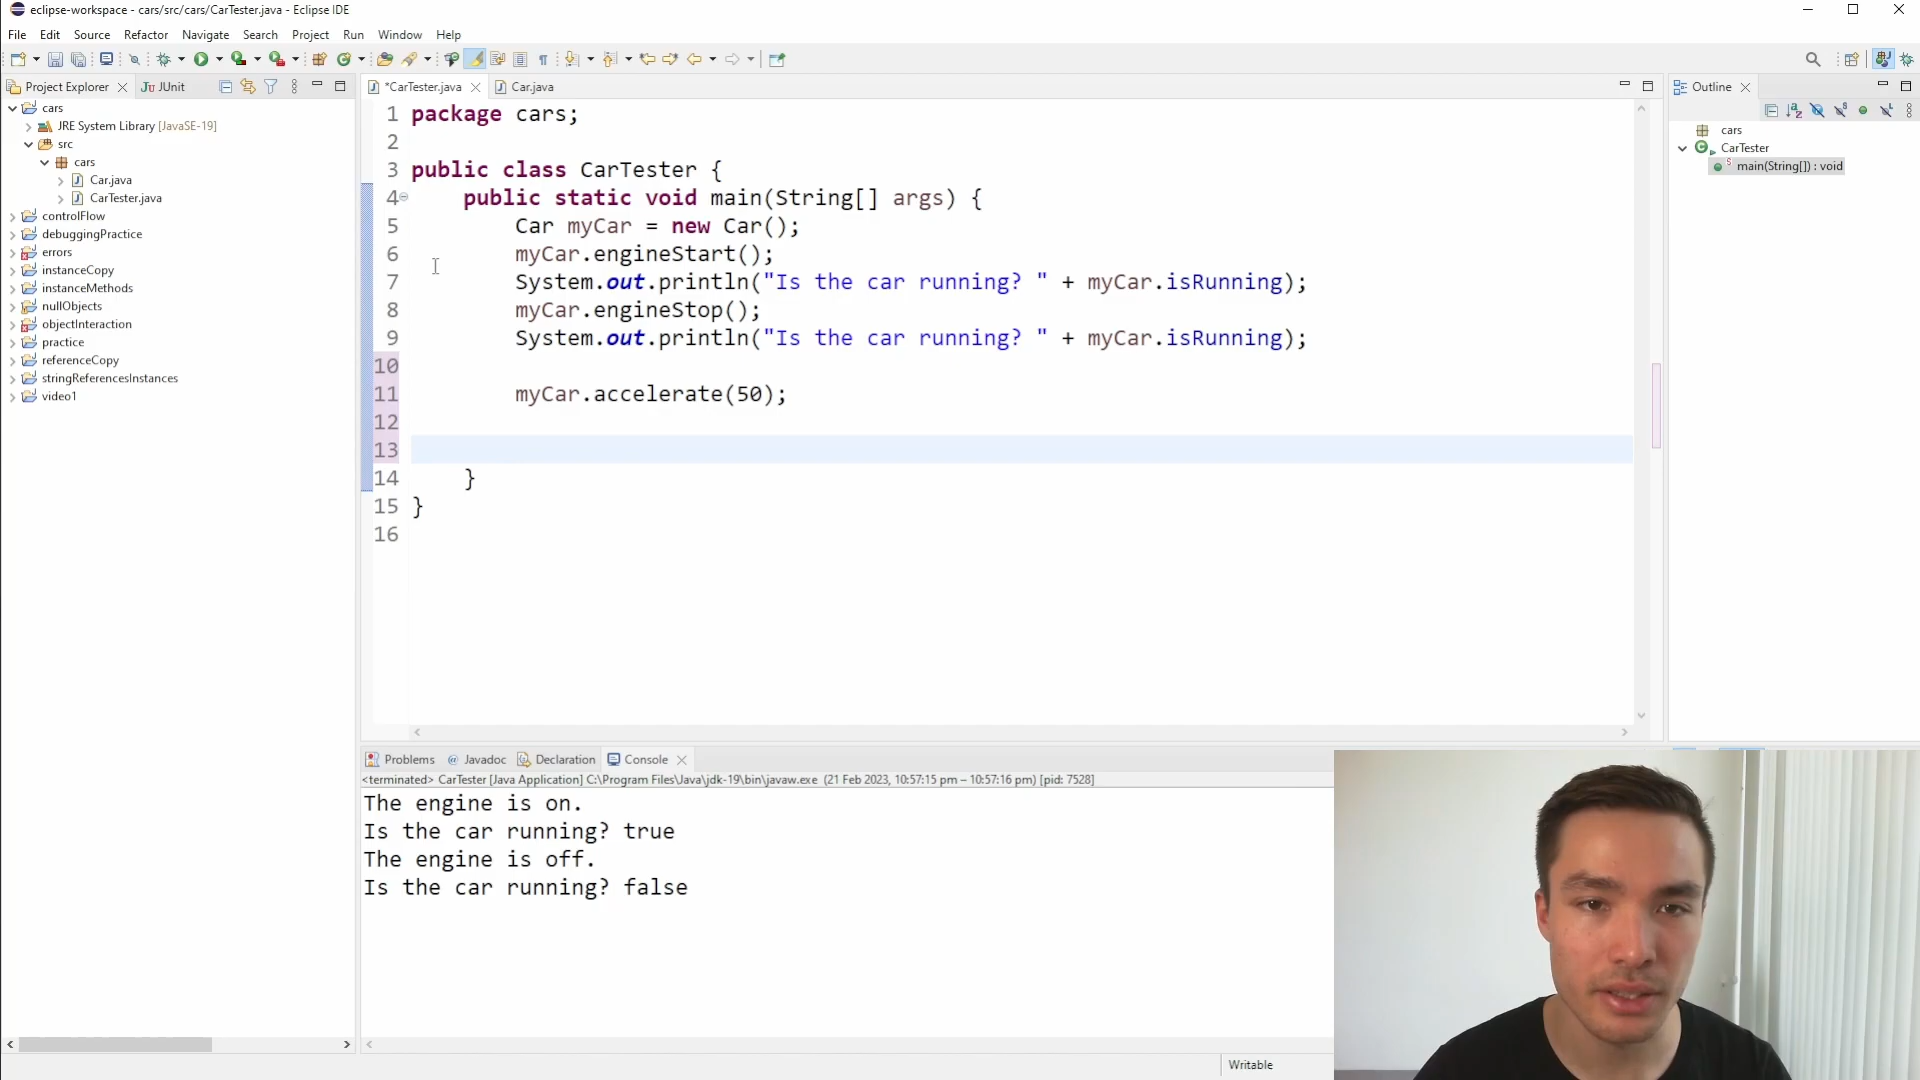 eclipse-workspace - cars/src/cars/CarTester.java - Eclipse IDE
File Edit Source Refactor Navigate Search Project Run Window Help
Project Explorer
JUnit
*CarTester.java
Car.java
Outline
cars
JRE System Library [JavaSE-19]
src
cars
Car.java
CarTester.java
controlFlow
debuggingPractice
errors
instanceCopy
instanceMethods
nullObjects
objectInteraction
practice
referenceCopy
stringReferencesInstances
video1
1 package cars;
2
3 public class CarTester {
4 public static void main(String[] args) {
5 Car myCar = new Car();
6 myCar.engineStart();
7 System.out.println("Is the car running? " + myCar.isRunning);
8 myCar.engineStop();
9 System.out.println("Is the car running? " + myCar.isRunning);
10
11 myCar.accelerate(50);
12
13
14 }
15 }
16
cars
CarTester
main(String[]) : void
Problems Javadoc Declaration Console
<terminated> CarTester [Java Application] C:\Program Files\Java\jdk-19\bin\javaw.exe (21 Feb 2023, 10:57:15 pm – 10:57:16 pm) [pid: 7528]
The engine is on.
Is the car running? true
The engine is off.
Is the car running? false
Writable